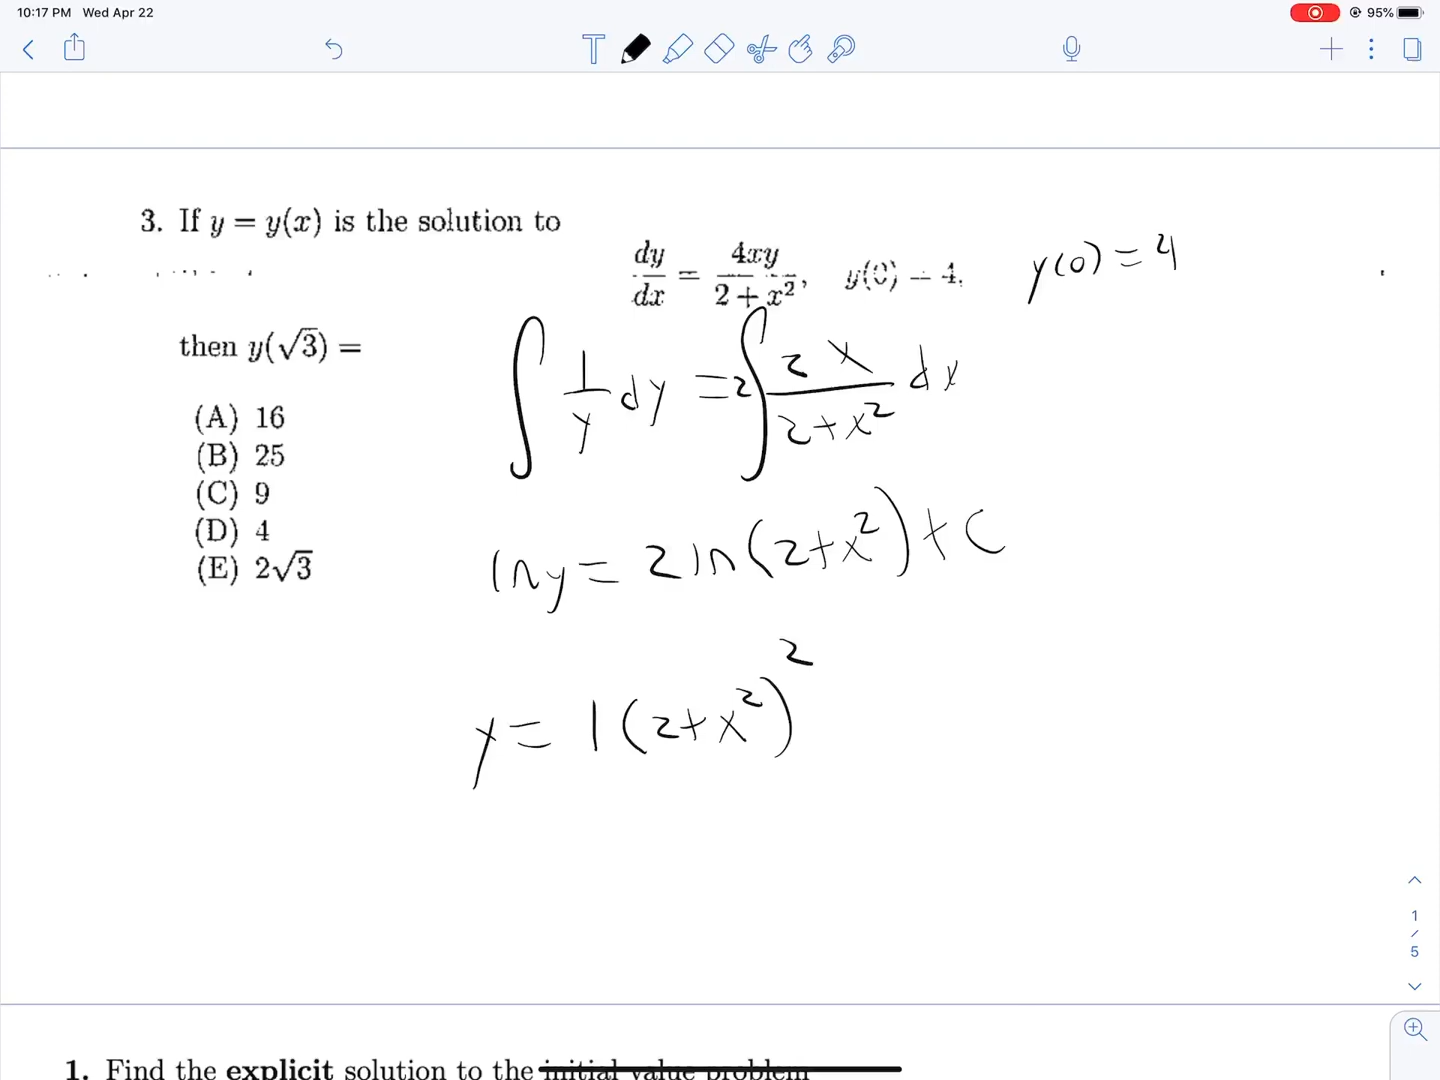 10:17 PM Wed Apr 22
95%
3. If y = y(x) is the solution to
dy/dx = 4xy/(2 + x²), y(0) = 4.
y(0) = 4
then y(√3) =
∫ 1/y dy = 2∫ 2x/(2+x²) dx
(A) 16
(B) 25
(C) 9
(D) 4
(E) 2√3
ln y = 2 ln(2+x²) + C
y = 1(2+x²)²
1
/
5
1. Find the explicit solution to the initial value problem